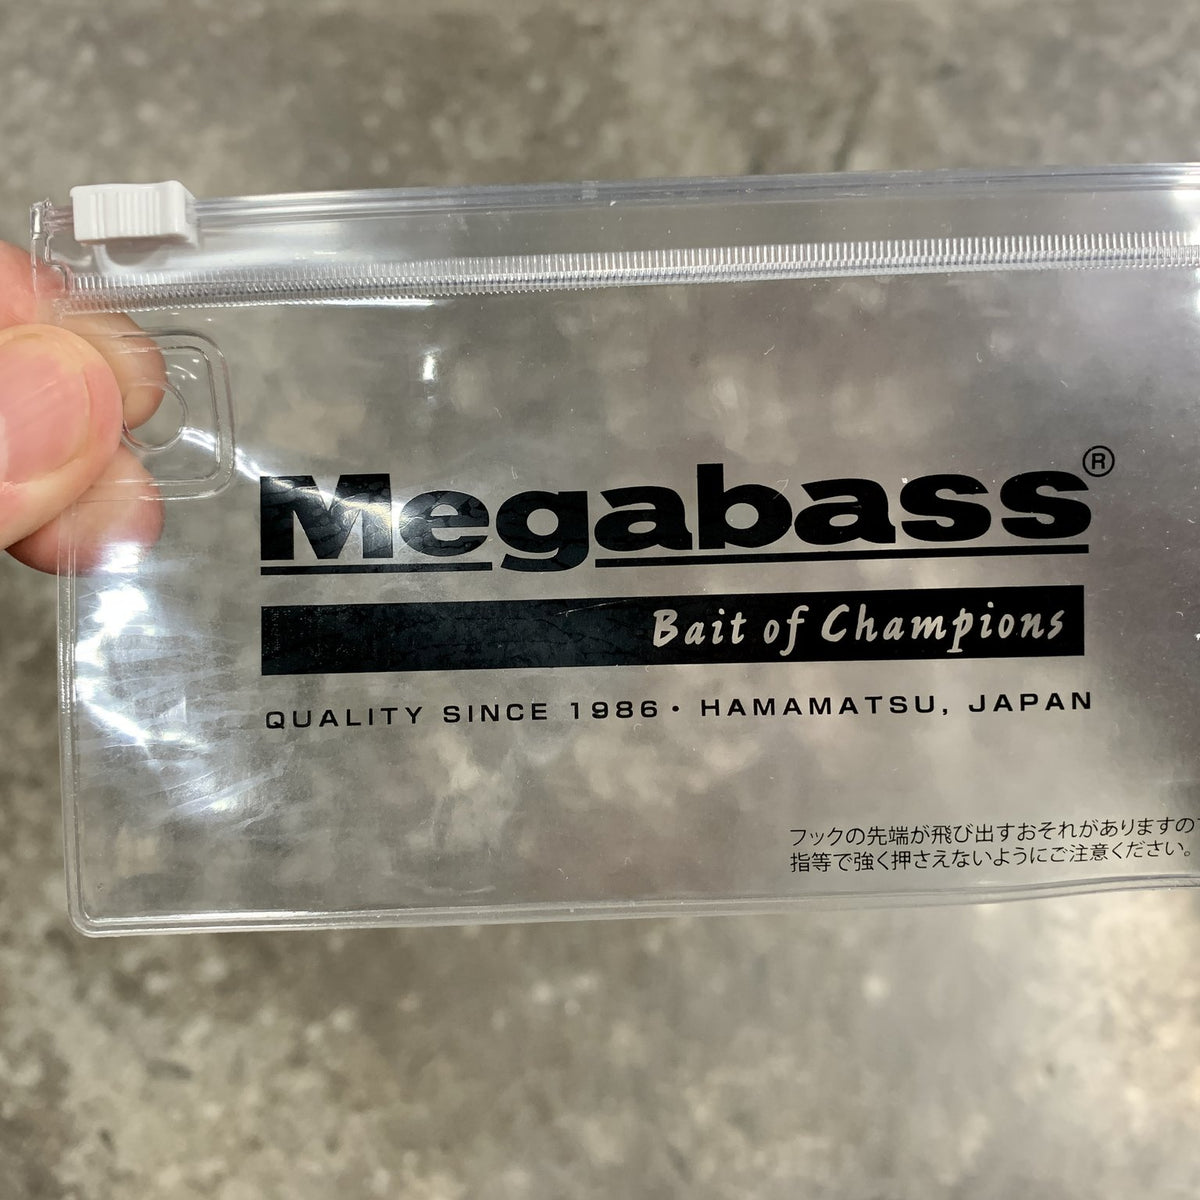 Megabass®
Bait of Champions
QUALITY SINCE 1986・HAMAMATSU, JAPAN
フックの先端が飛び出すおそれがありますの
指等で強く押さえないようにご注意ください。